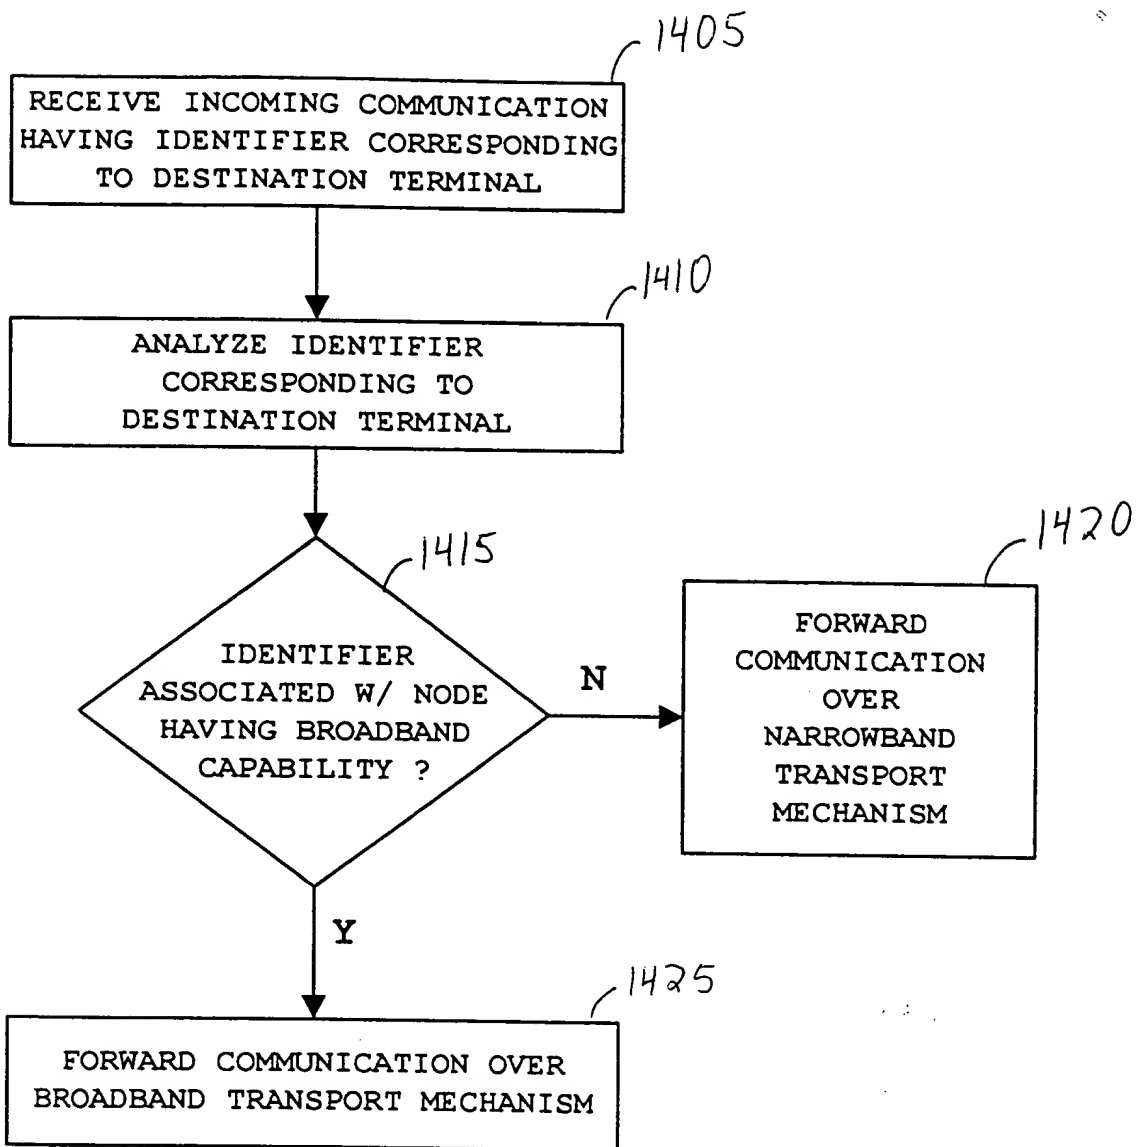 1405
RECEIVE INCOMING COMMUNICATION
HAVING IDENTIFIER CORRESPONDING
TO DESTINATION TERMINAL
1410
ANALYZE IDENTIFIER
CORRESPONDING TO
DESTINATION TERMINAL
1415
IDENTIFIER
ASSOCIATED W/ NODE
HAVING BROADBAND
CAPABILITY ?
N
1420
FORWARD
COMMUNICATION
OVER
NARROWBAND
TRANSPORT
MECHANISM
Y
1425
FORWARD COMMUNICATION OVER
BROADBAND TRANSPORT MECHANISM